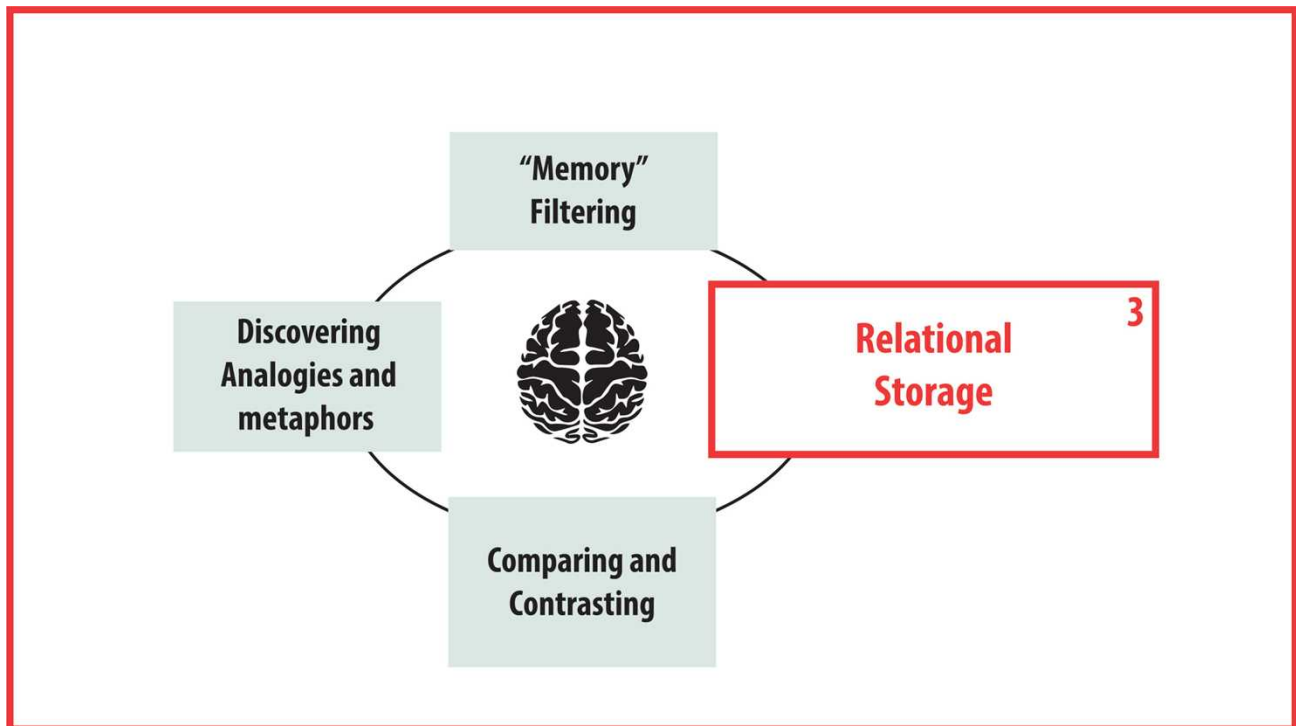 “Memory”
Filtering
Discovering
Analogies and
metaphors
3
Relational
Storage
Comparing and
Contrasting